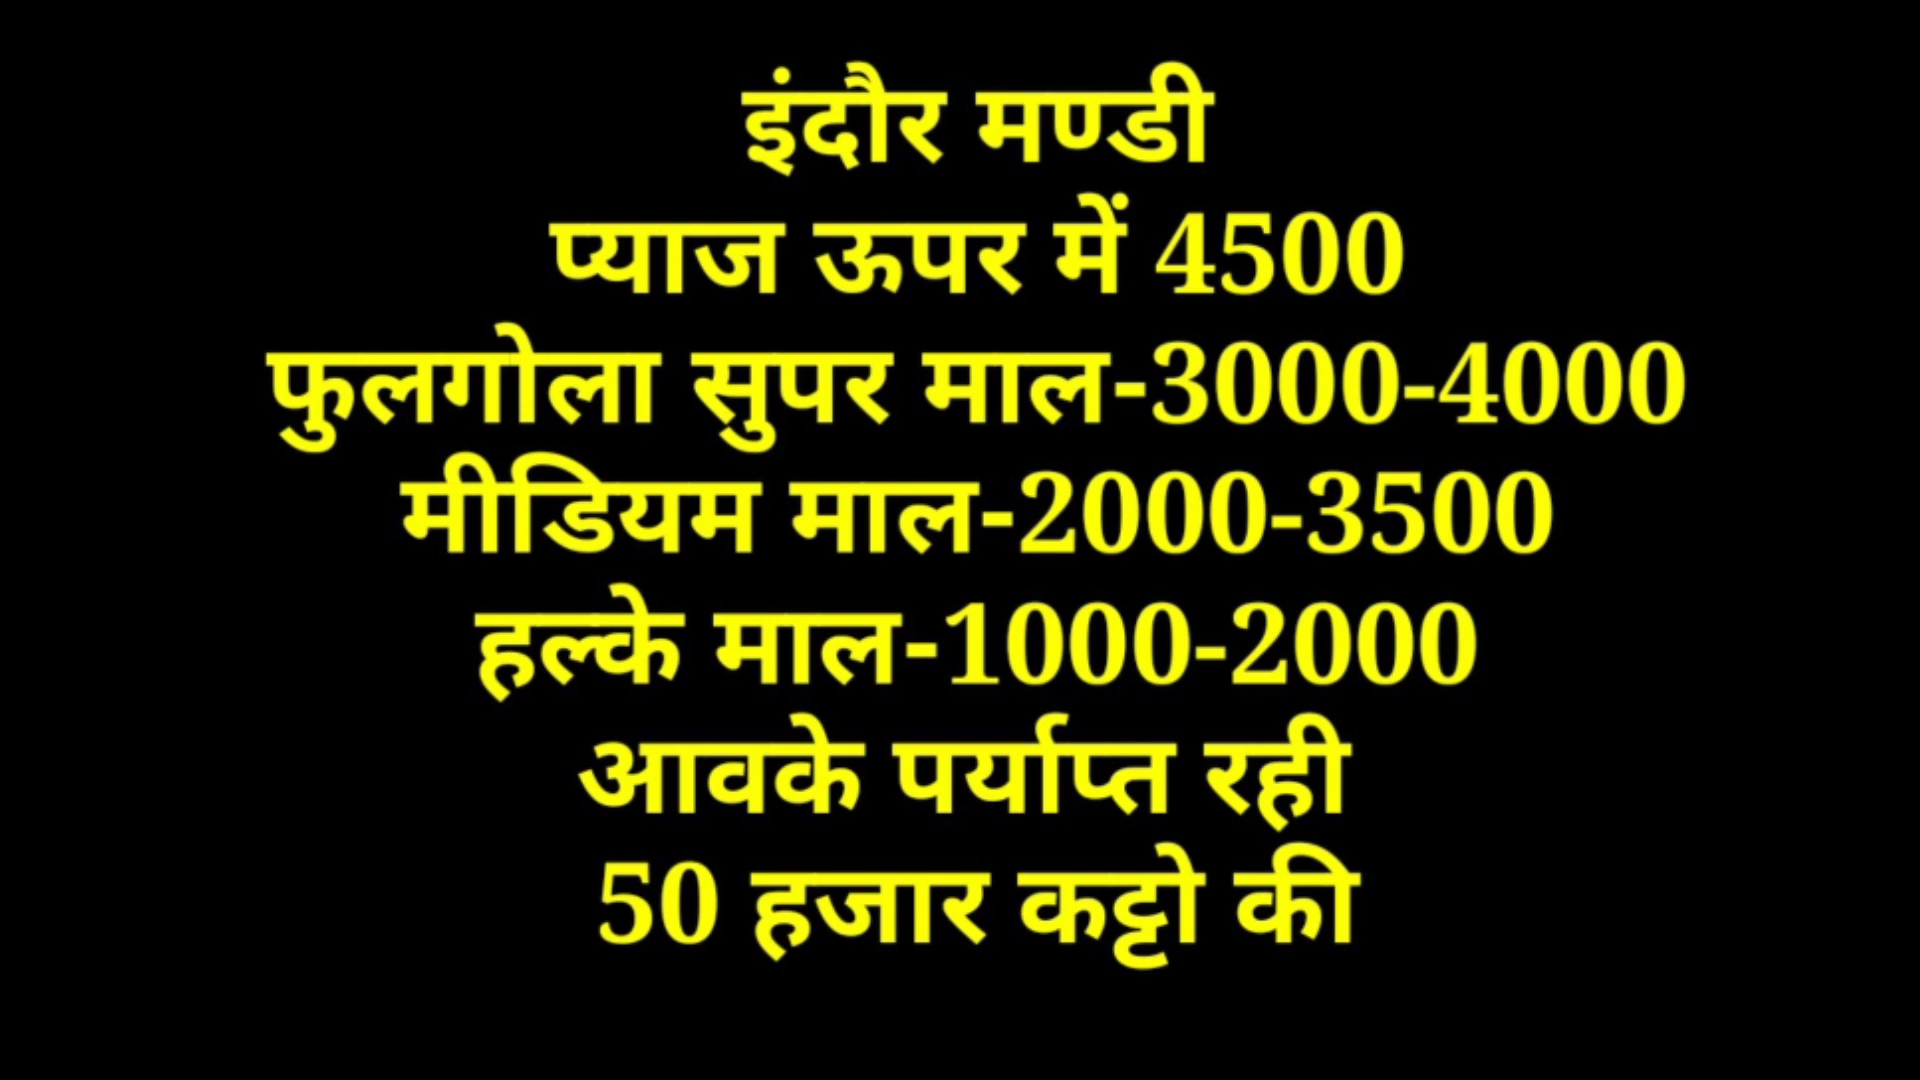 इंदौर मण्डी
प्याज ऊपर में 4500
फुलगोला सुपर माल-3000-4000
मीडियम माल-2000-3500
हल्के माल-1000-2000
आवके पर्याप्त रही
50 हजार कट्टो की